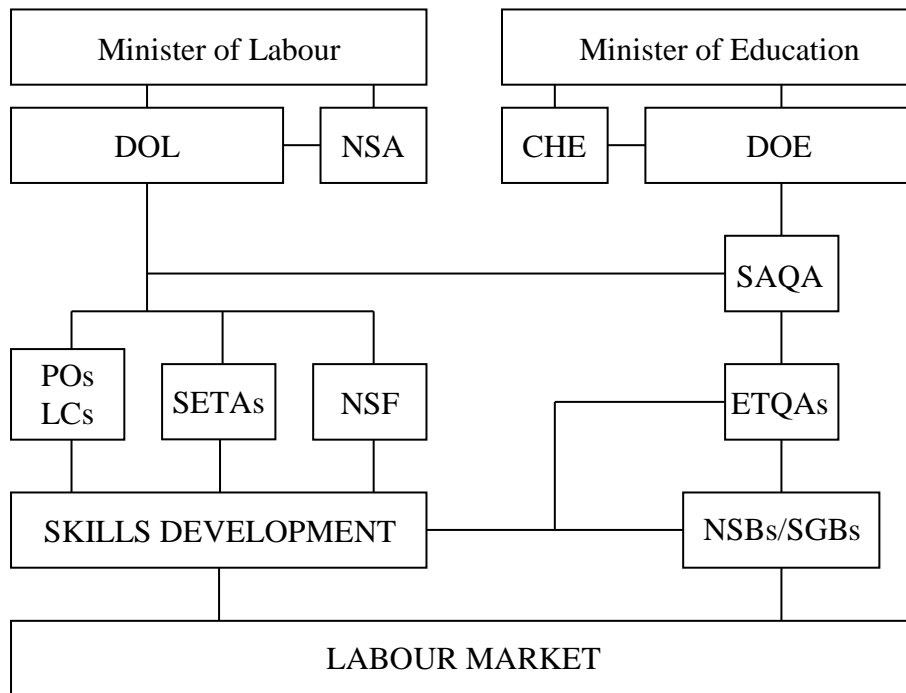 Minister of Labour
Minister of Education
DOL
NSA
CHE
DOE
SAQA
POs
LCs
SETAs
NSF
ETQAs
SKILLS DEVELOPMENT
NSBs/SGBs
LABOUR MARKET